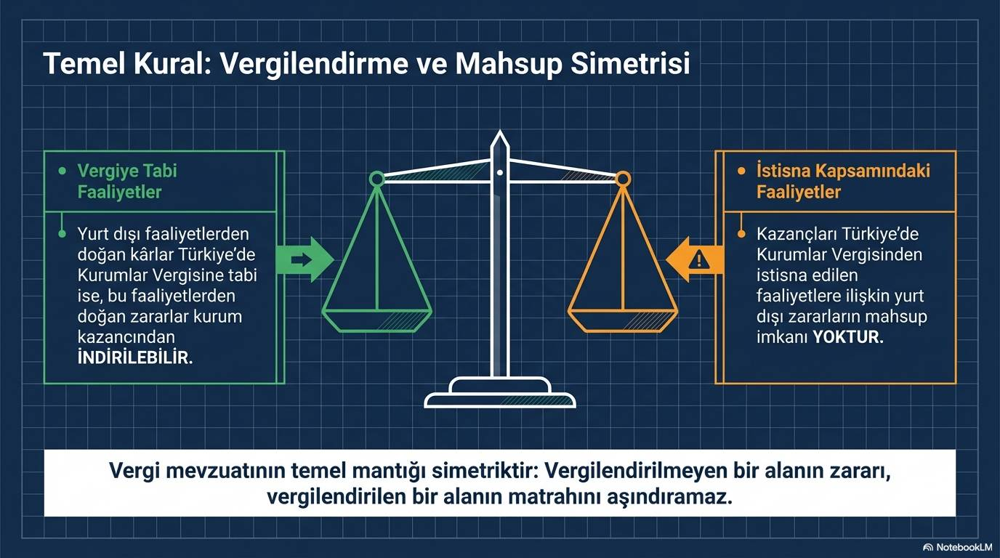 Temel Kural: Vergilendirme ve Mahsup Simetrisi
Vergiye Tabi
Faaliyetler
Yurt dışı faaliyetlerden
doğan kârlar Türkiye’de
Kurumlar Vergisine tabi
ise, bu faaliyetlerden
doğan zararlar kurum
kazancından
İNDİRİLEBİLİR.
İstisna Kapsamındaki
Faaliyetler
Kazançları Türkiye’de
Kurumlar Vergisinden
istisna edilen
faaliyetlere ilişkin yurt
dışı zararların mahsup
imkanı YOKTUR.
Vergi mevzuatının temel mantığı simetriktir: Vergilendirilmeyen bir alanın zararı,
vergilendirilen bir alanın matrahını aşındıramaz.
NotebookLM